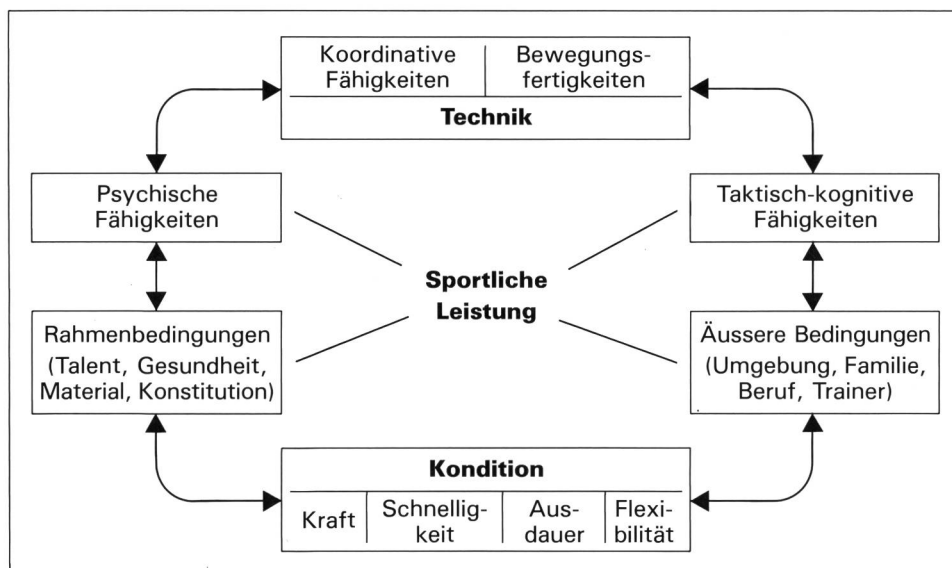 Koordinative
Fähigkeiten
Bewegungs-
fertigkeiten
Technik
Psychische
Fähigkeiten
Taktisch-kognitive
Fähigkeiten
Sportliche
Leistung
Rahmenbedingungen
(Talent, Gesundheit,
Material, Konstitution)
Äussere Bedingungen
(Umgebung, Familie,
Beruf, Trainer)
Kondition
Kraft
Schnellig-
keit
Aus-
dauer
Flexi-
bilität